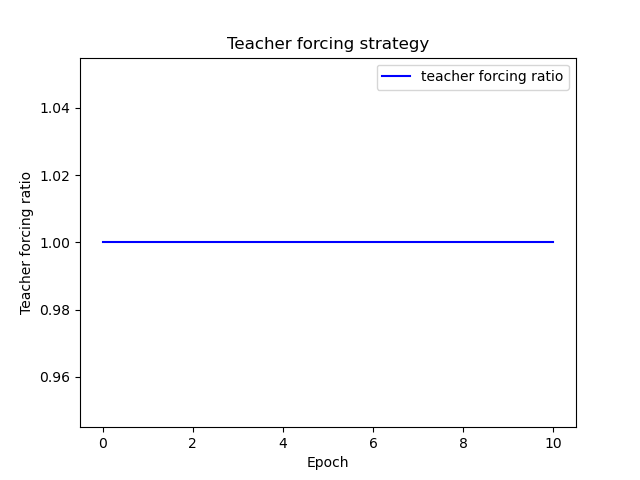 Teacher forcing strategy
teacher forcing ratio
Teacher forcing ratio
1.04
1.02
1.00
0.98
0.96
0 2 4 6 8 10
Epoch